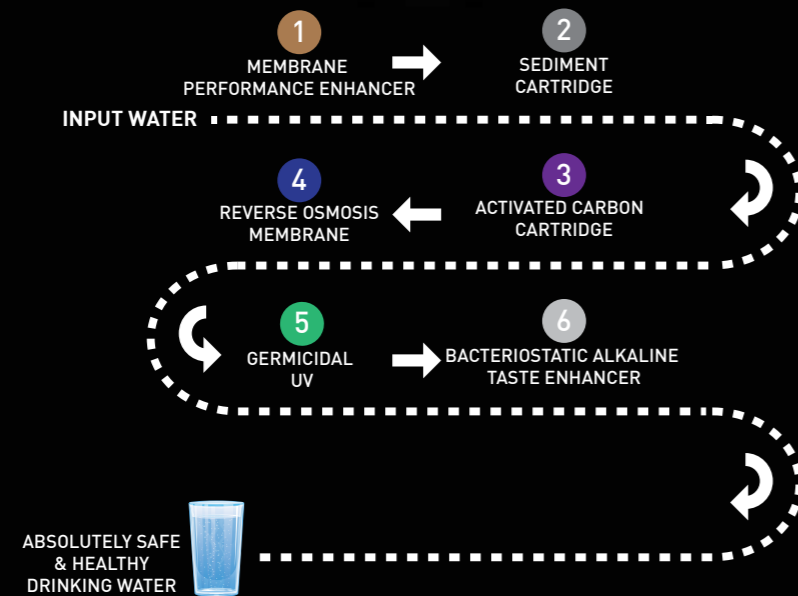 1
MEMBRANE
PERFORMANCE ENHANCER
2
SEDIMENT
CARTRIDGE
INPUT WATER
3
ACTIVATED CARBON
CARTRIDGE
4
REVERSE OSMOSIS
MEMBRANE
5
GERMICIDAL
UV
6
BACTERIOSTATIC ALKALINE
TASTE ENHANCER
ABSOLUTELY SAFE
& HEALTHY
DRINKING WATER